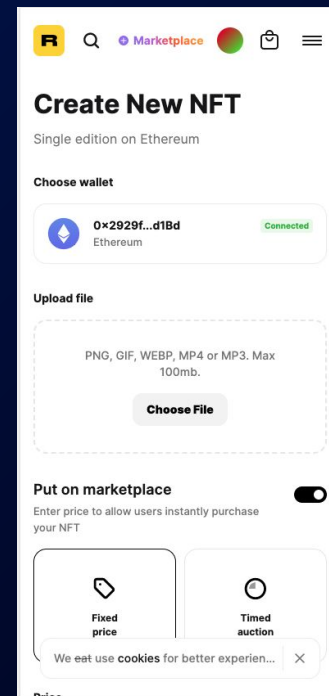 R
Marketplace
Create New NFT
Single edition on Ethereum
Choose wallet
0×2929f...d1Bd
Connected
Ethereum
Upload file
PNG, GIF, WEBP, MP4 or MP3. Max
100mb.
Choose File
Put on marketplace
Enter price to allow users instantly purchase
your NFT
Fixed
price
Timed
auction
We eat use cookies for better experien...
Price